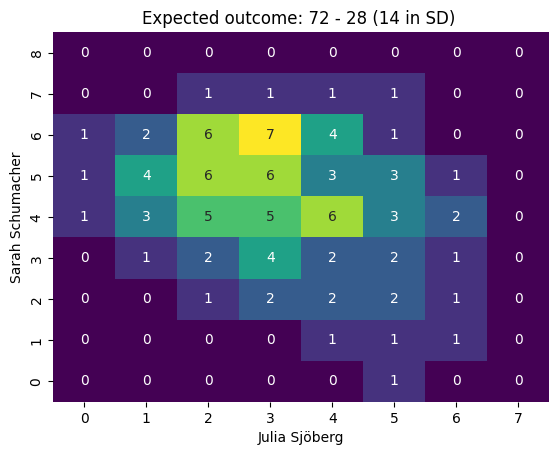 Expected outcome: 72 - 28 (14 in SD)
8 0 0 0 0 0 0 0 0
7 0 0 1 1 1 1 0 0
6 1 2 6 7 4 1 0 0
5 1 4 6 6 3 3 1 0
4 1 3 5 5 6 3 2 0
3 0 1 2 4 2 2 1 0
2 0 0 1 2 2 2 1 0
1 0 0 0 0 1 1 1 0
0 0 0 0 0 0 1 0 0
0 1 2 3 4 5 6 7
Sarah Schumacher
Julia Sjöberg